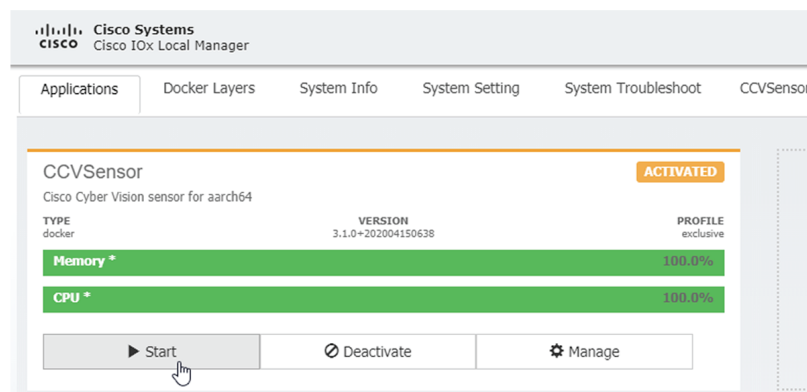 Cisco Systems
CISCO Cisco IOx Local Manager
Applications Docker Layers System Info System Setting System Troubleshoot CCVSensor
CCVSensor ACTIVATED
Cisco Cyber Vision sensor for aarch64
TYPE VERSION PROFILE
docker 3.1.0+202004150638 exclusive
Memory * 100.0%
CPU * 100.0%
Start Deactivate Manage